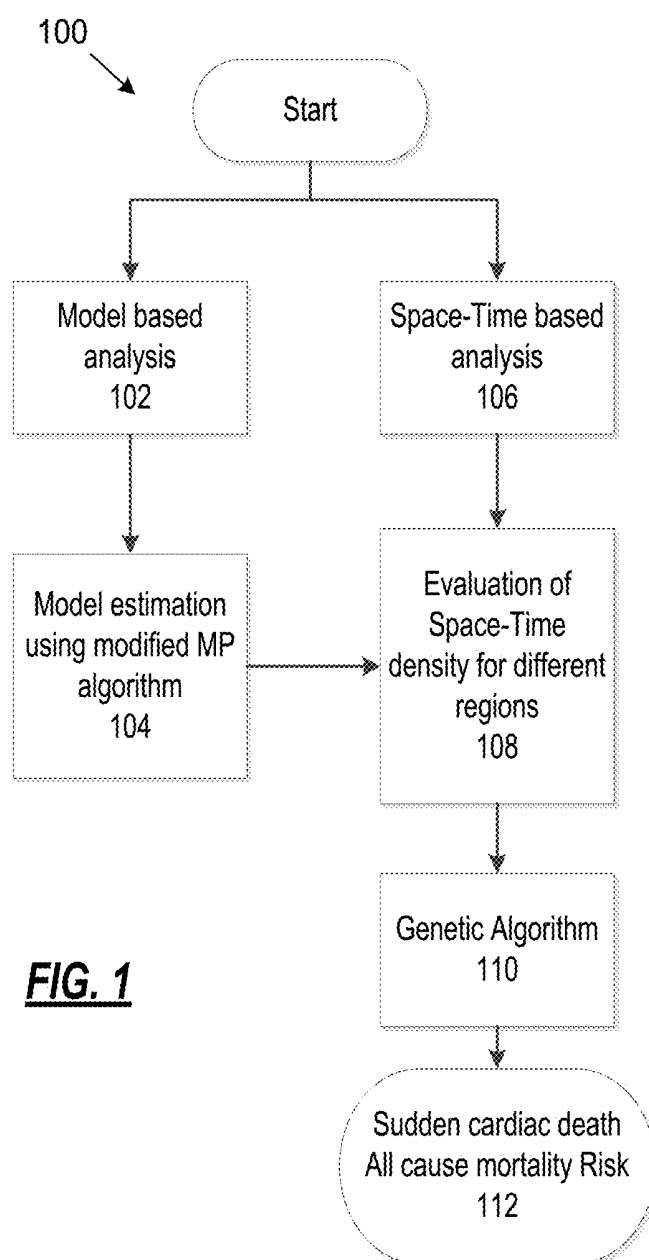 100
Start
Model based
analysis
102
Space-Time based
analysis
106
Model estimation
using modified MP
algorithm
104
Evaluation of
Space-Time
density for different
regions
108
Genetic Algorithm
110
FIG. 1
Sudden cardiac death
All cause mortality Risk
112